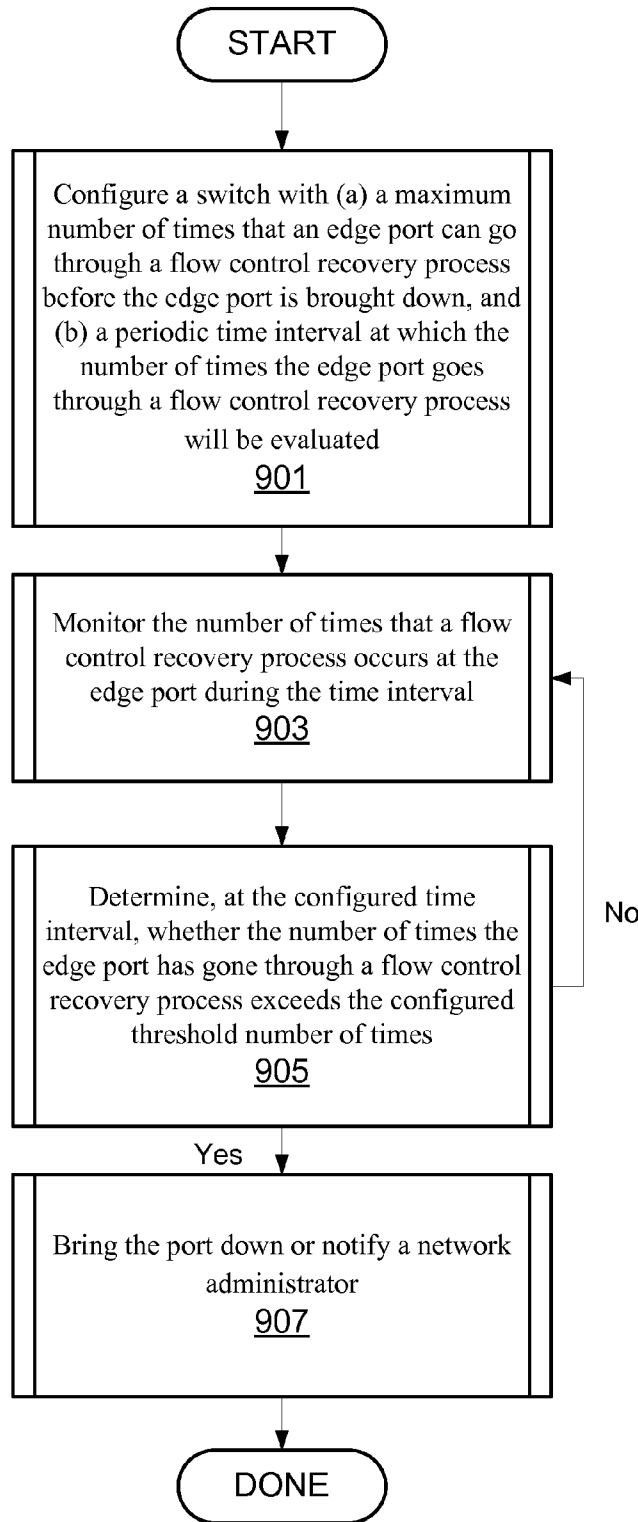 START
Configure a switch with (a) a maximum
number of times that an edge port can go
through a flow control recovery process
before the edge port is brought down, and
(b) a periodic time interval at which the
number of times the edge port goes
through a flow control recovery process
will be evaluated
901
Monitor the number of times that a flow
control recovery process occurs at the
edge port during the time interval
903
Determine, at the configured time
interval, whether the number of times the
edge port has gone through a flow control
recovery process exceeds the configured
threshold number of times
905
No
Yes
Bring the port down or notify a network
administrator
907
DONE